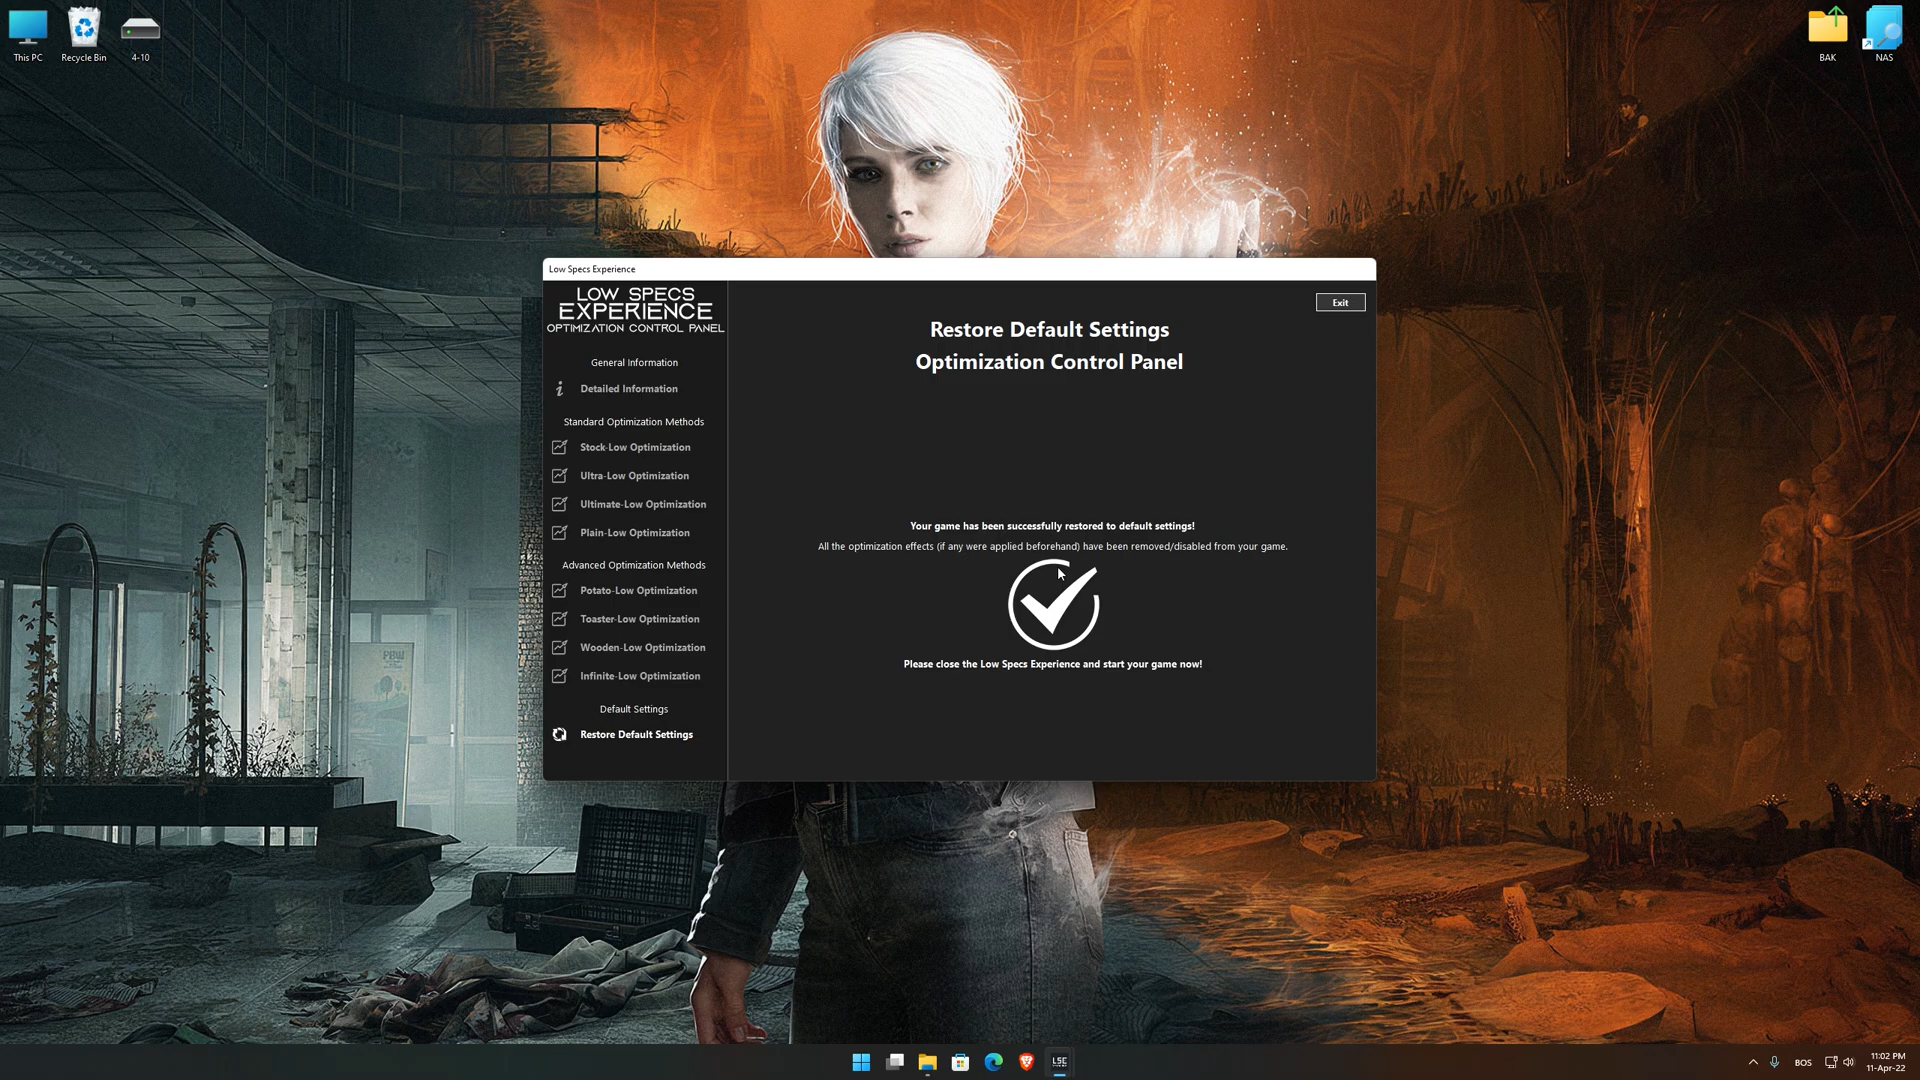 This PC
Recycle Bin
4-10
BAK
NAS
Low Specs Experience
LOW SPECS
EXPERIENCE
OPTIMIZATION CONTROL PANEL
General Information
Detailed Information
Standard Optimization Methods
Stock-Low Optimization
Ultra-Low Optimization
Ultimate-Low Optimization
Plain-Low Optimization
Advanced Optimization Methods
Potato-Low Optimization
Toaster-Low Optimization
Wooden-Low Optimization
Infinite-Low Optimization
Default Settings
Restore Default Settings
Exit
Restore Default Settings
Optimization Control Panel
Your game has been successfully restored to default settings!
All the optimization effects (if any were applied beforehand) have been removed/disabled from your game.
Please close the Low Specs Experience and start your game now!
LSE
BOS
11:02 PM
11-Apr-22